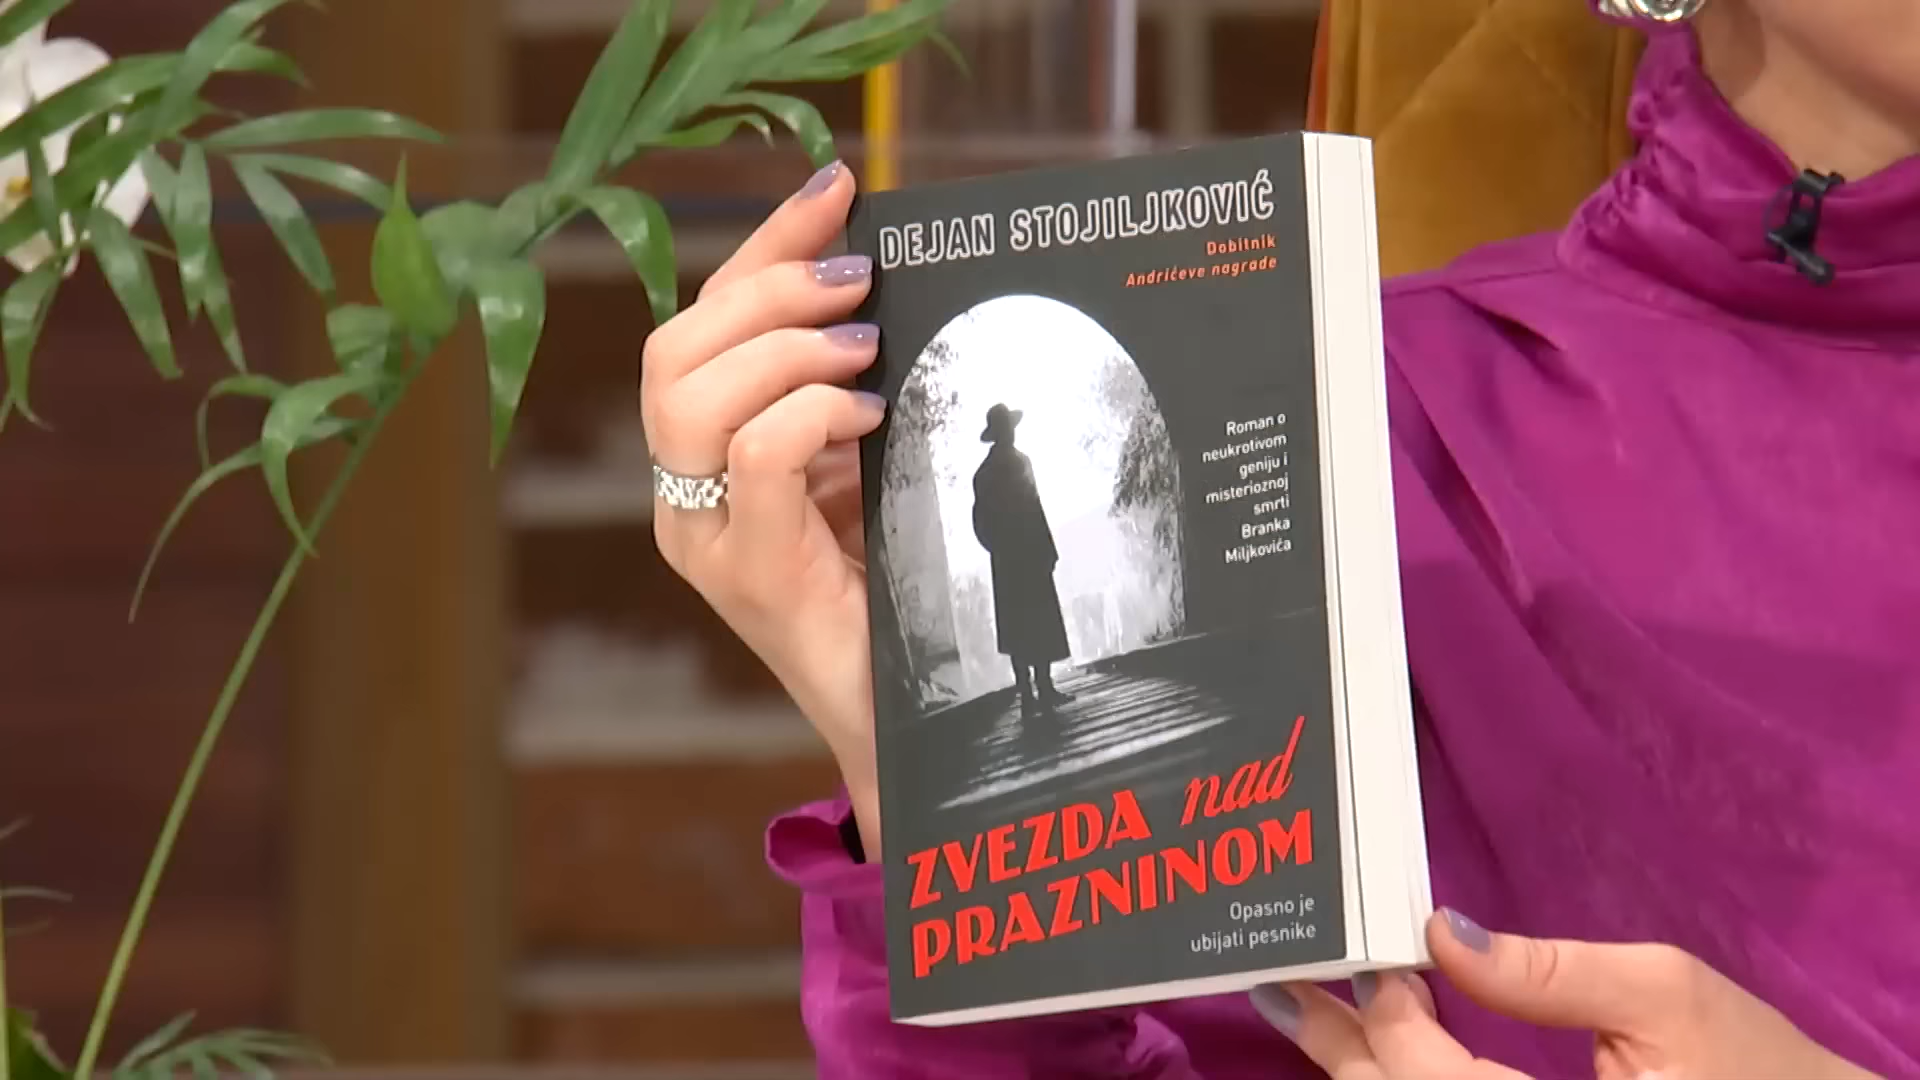 DEJAN STOJILJKOVIĆ
Dobitnik
Andrićeve nagrade
Roman o
neukrotivom
geniju i
misterioznoj
smrti
Branka
Miljkovića
ZVEZDA nad
PRAZNINOM
Opasno je
ubijati pesnike